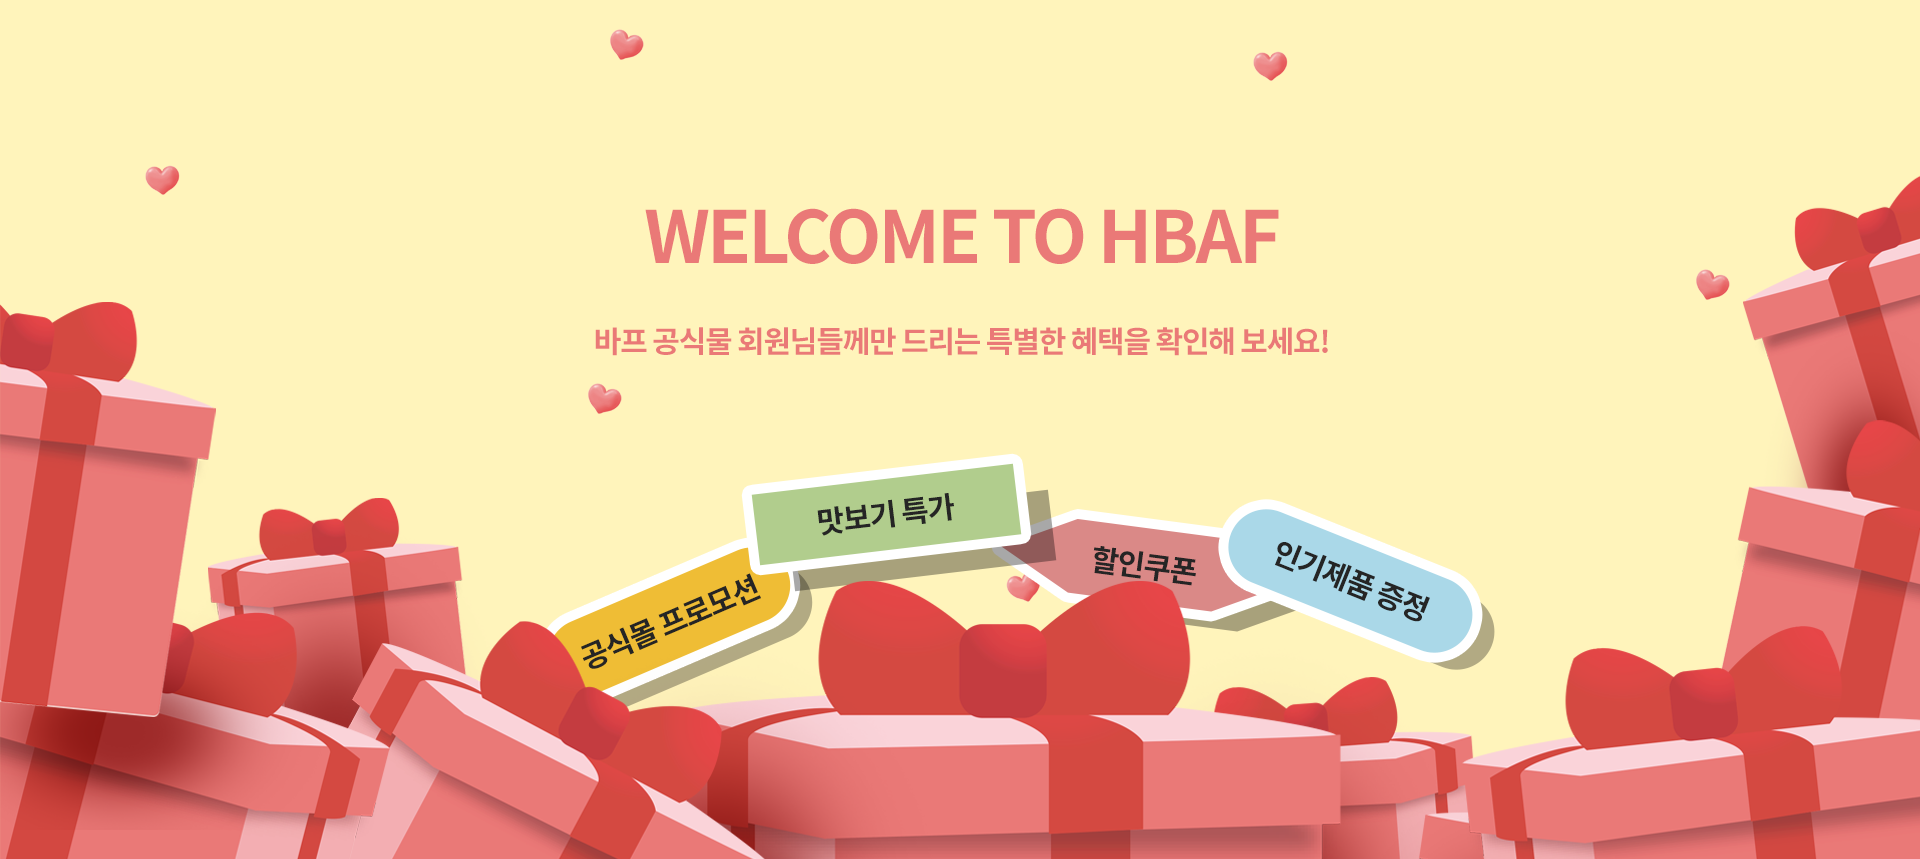 WELCOME TO HBAF
바프 공식물 회원님들께만 드리는 특별한 혜택을 확인해 보세요!
맛보기 특가
할인쿠폰
인기제품 증정
공식몰 프로모션